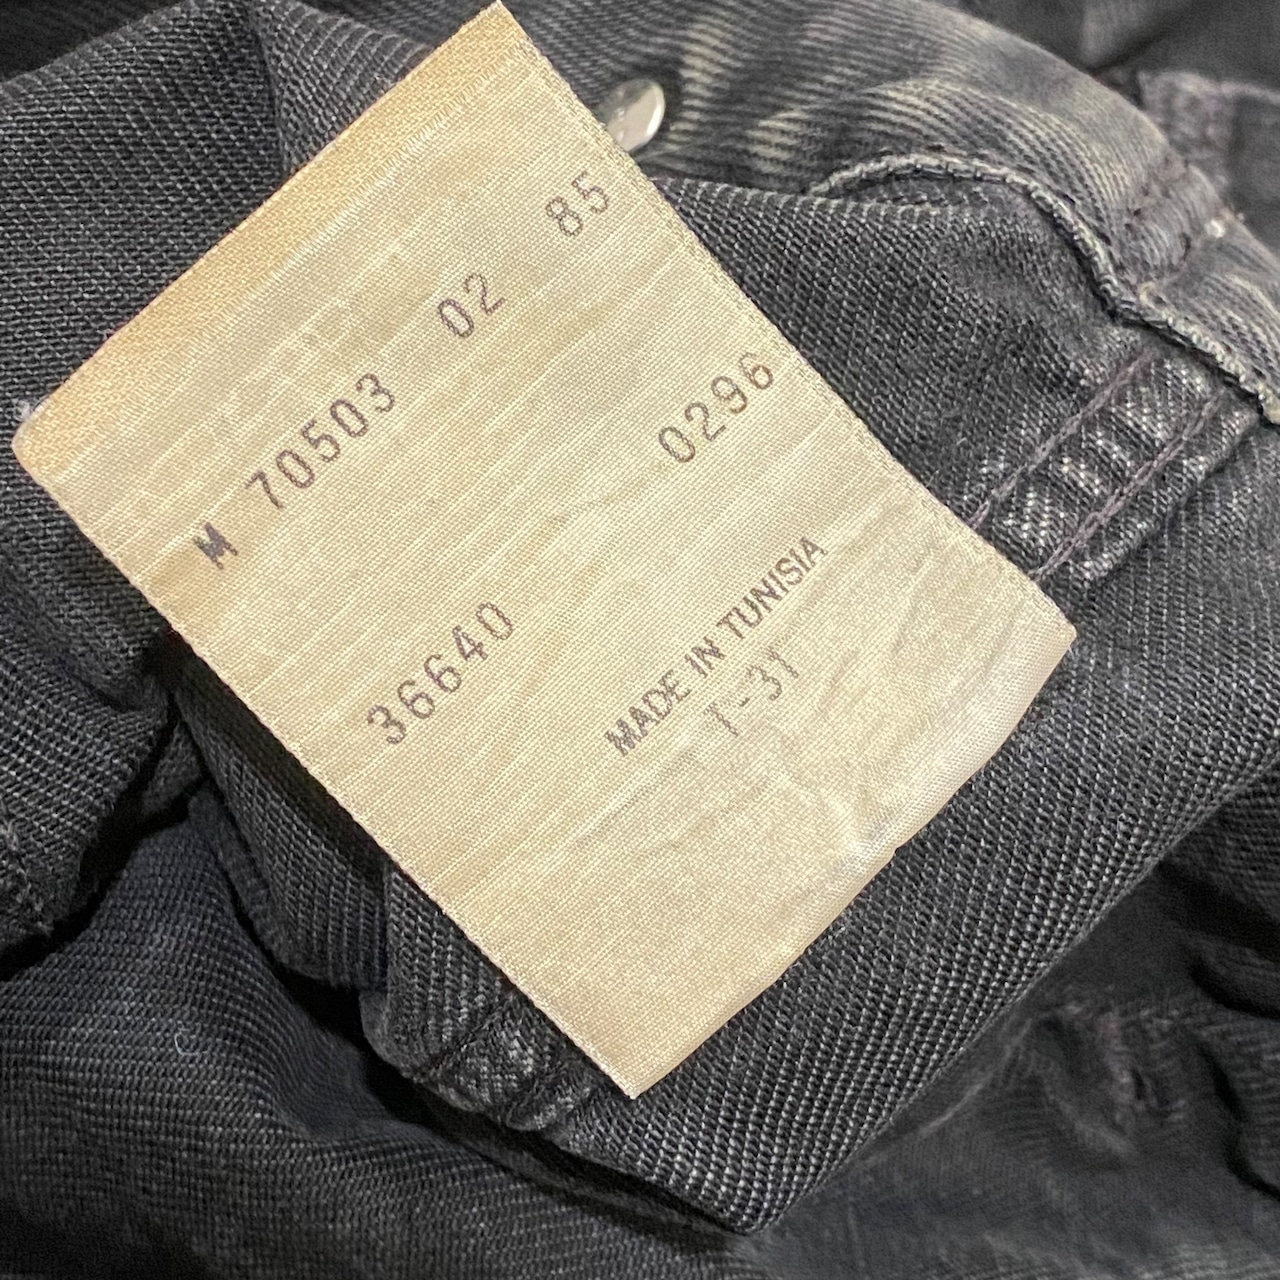 M 70503 02 85
36640 0296
MADE IN TUNISIA
T-31